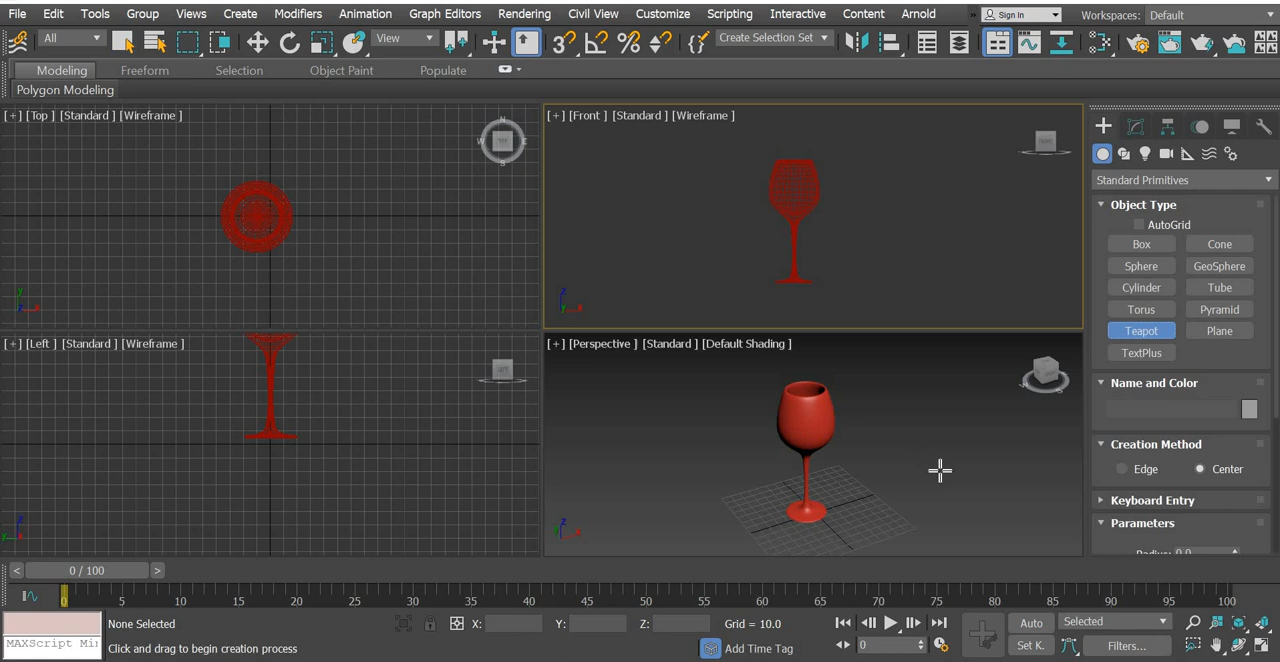 File Edit Tools Group Views Create Modifiers Animation Graph Editors Rendering Civil View Customize Scripting Interactive Content Arnold » Sign In Workspaces: Default
All View Create Selection Set
Modeling Freeform Selection Object Paint Populate
Polygon Modeling
[+] [Top] [Standard] [Wireframe]
[+] [Front] [Standard] [Wireframe]
N
W E
S
z x
y
z
y x
Standard Primitives
Object Type
AutoGrid
Box Cone
Sphere GeoSphere
Cylinder Tube
Torus Pyramid
Teapot Plane
TextPlus
[+] [Left] [Standard] [Wireframe]
[+] [Perspective] [Standard] [Default Shading]
z
y x
z
x
Name and Color
Creation Method
Edge Center
Keyboard Entry
Parameters
Radius: 0.0
< 0 / 100 >
0 5 10 15 20 25 30 35 40 45 50 55 60 65 70 75 80 85 90 95 100
None Selected X: Y: Z: Grid = 10.0 Auto Selected
MAXScript Mi Click and drag to begin creation process Add Time Tag 0 Set K. Filters...